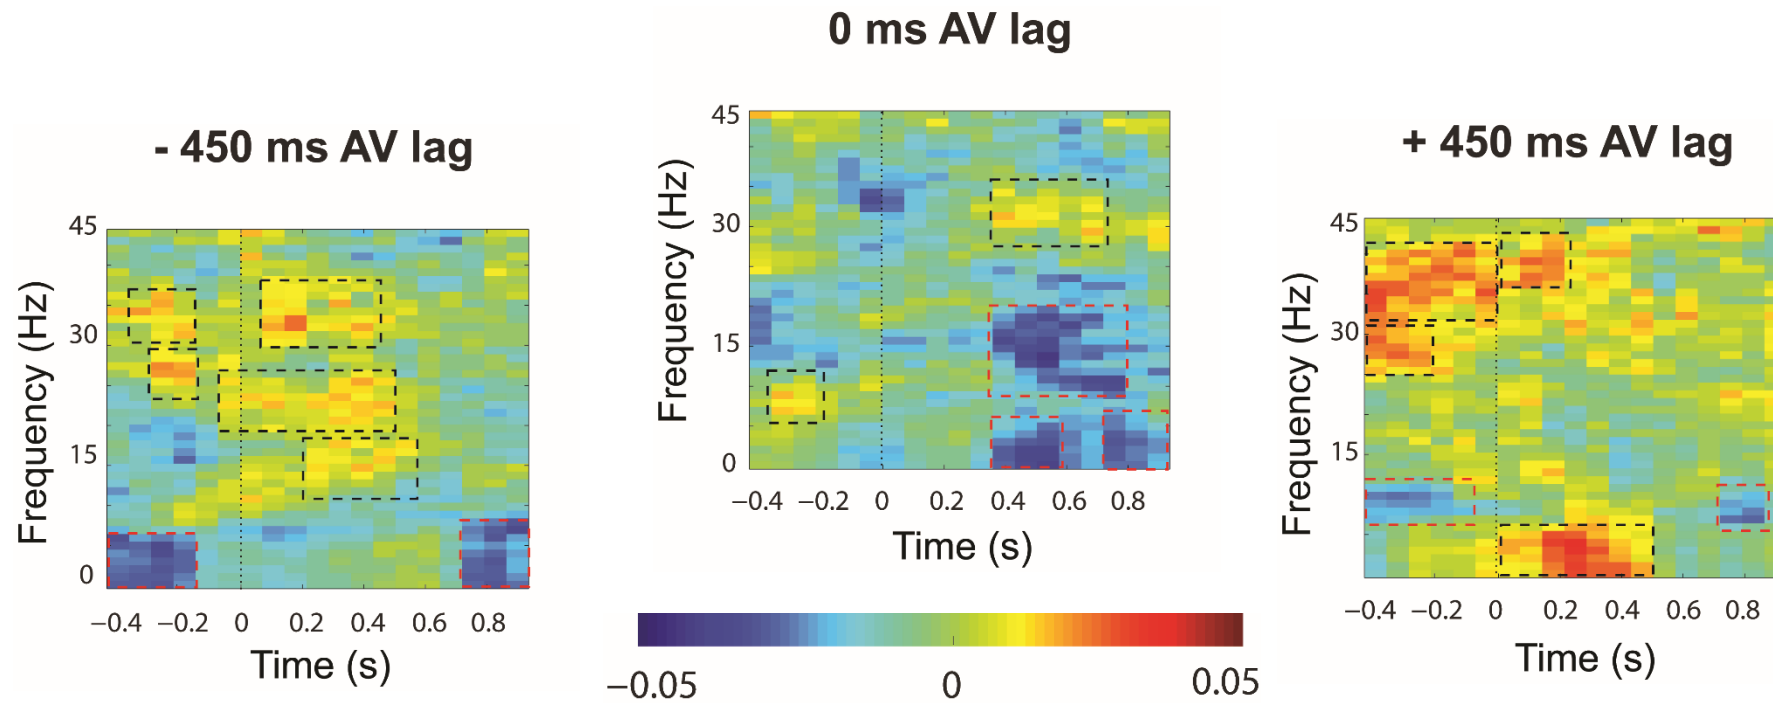 - 450 ms AV lag
Frequency (Hz)
45
30
15
0
−0.4 −0.2 0 0.2 0.4 0.6 0.8
Time (s)
0 ms AV lag
Frequency (Hz)
45
30
15
0
−0.4 −0.2 0 0.2 0.4 0.6 0.8
Time (s)
+ 450 ms AV lag
Frequency (Hz)
45
30
15
−0.4 −0.2 0 0.2 0.4 0.6 0.8
Time (s)
−0.05 0 0.05